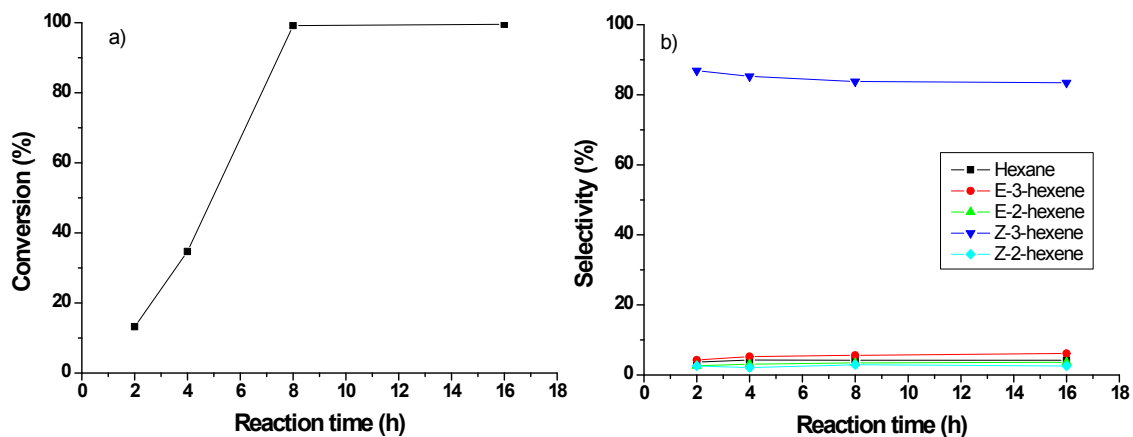 a)
Conversion (%)
100
80
60
40
20
0
0 2 4 6 8 10 12 14 16 18
Reaction time (h)
b)
Selectivity (%)
100
80
60
40
20
0
Hexane
E-3-hexene
E-2-hexene
Z-3-hexene
Z-2-hexene
0 2 4 6 8 10 12 14 16 18
Reaction time (h)